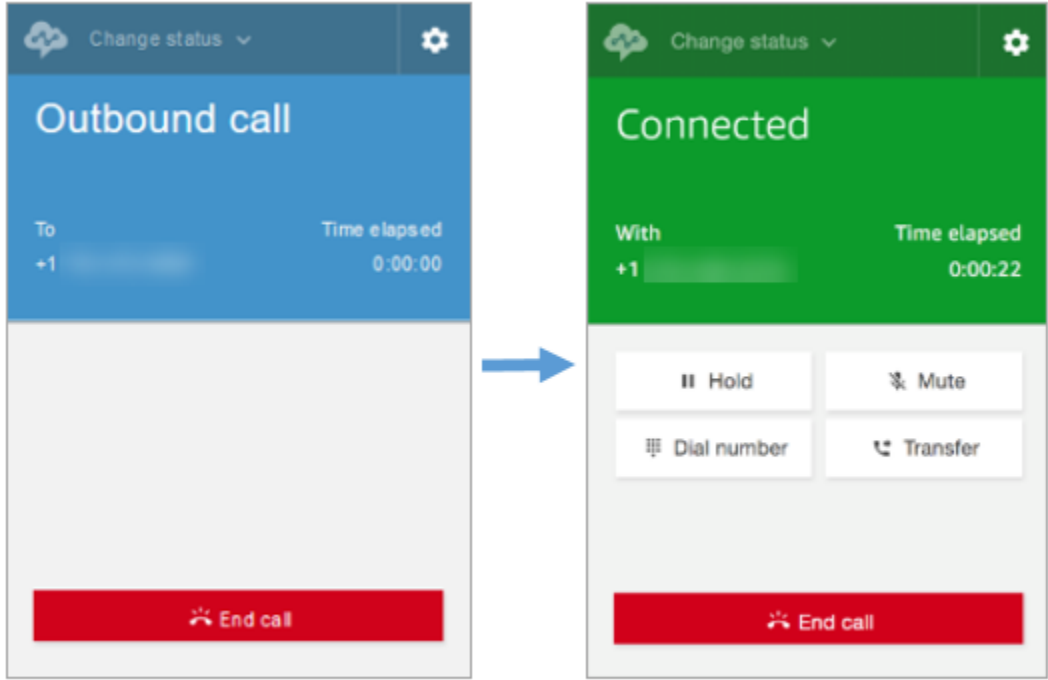 Change status
Outbound call
To Time elapsed
+1 0:00:00
End call
Change status
Connected
With Time elapsed
+1 0:00:22
Hold Mute
Dial number Transfer
End call